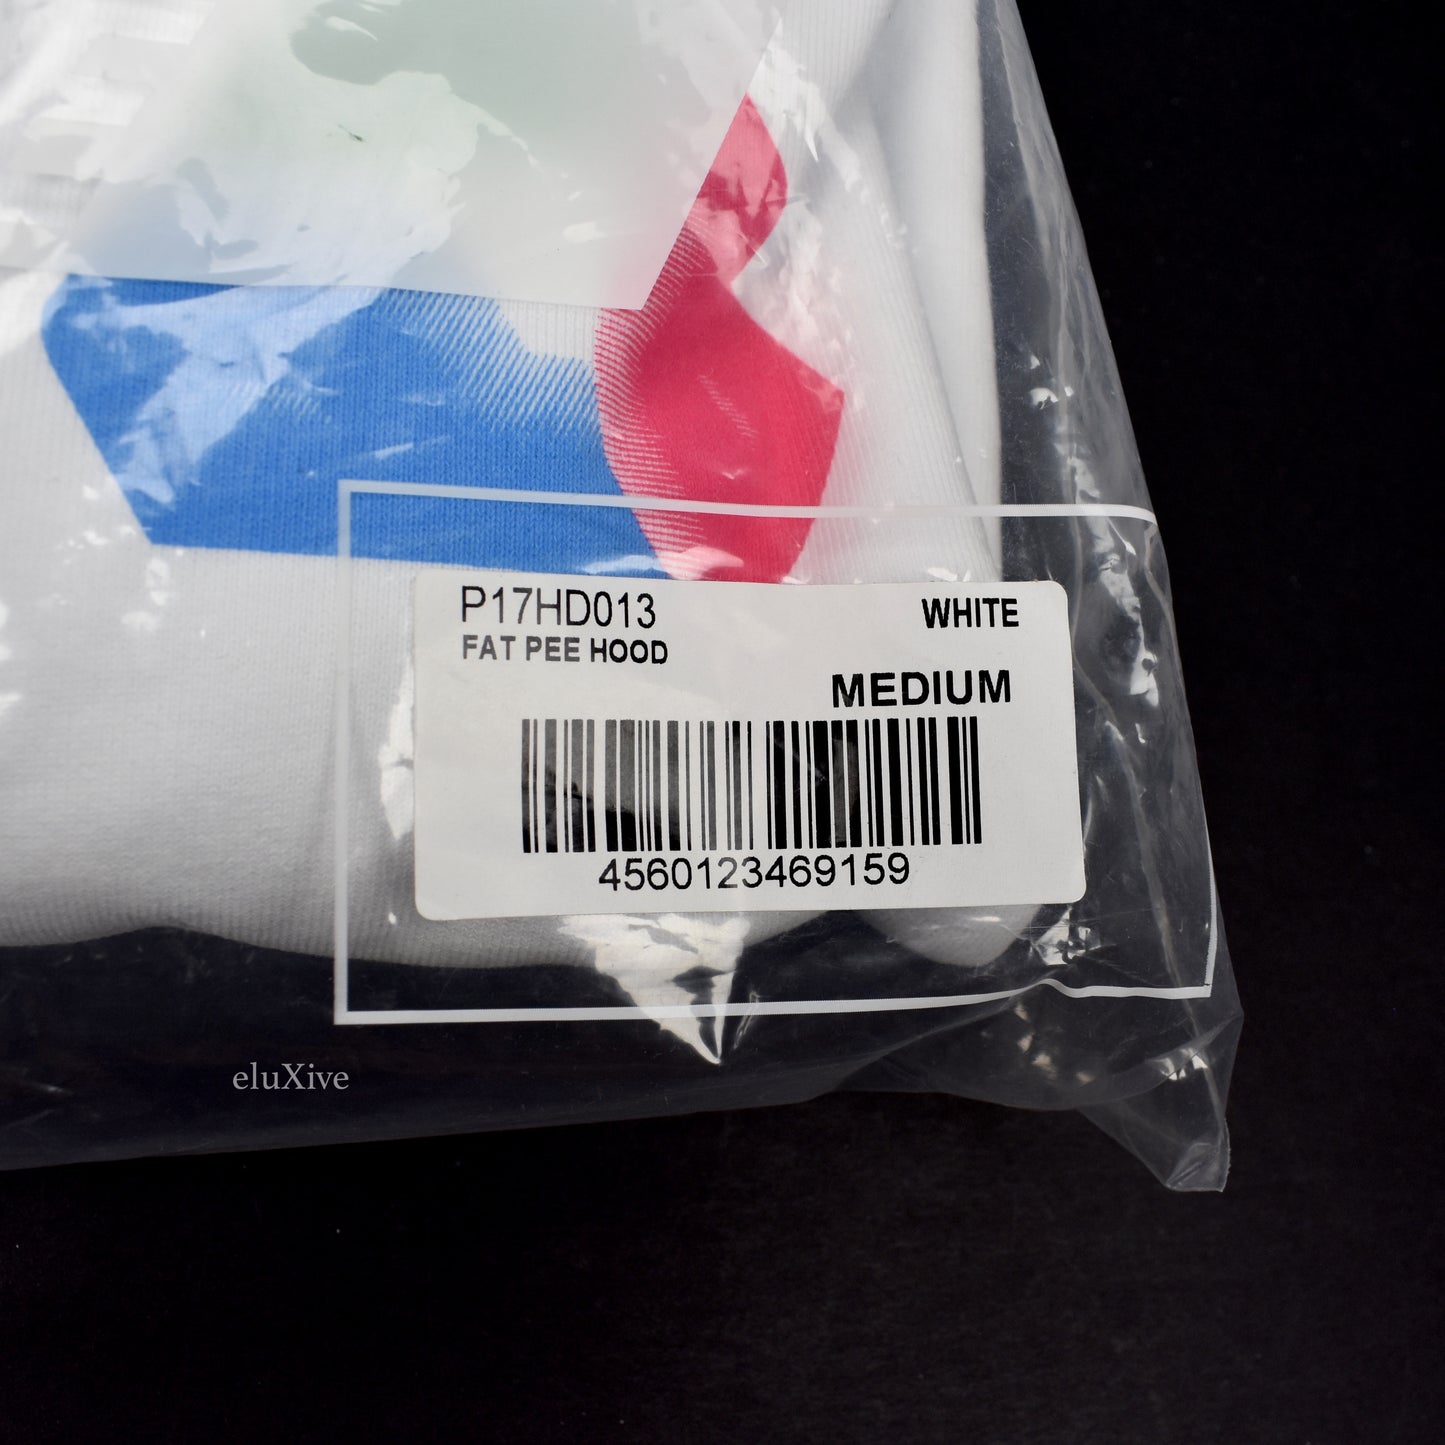 P17HD013 WHITE
FAT PEE HOOD
MEDIUM
4560123469159
eluXive